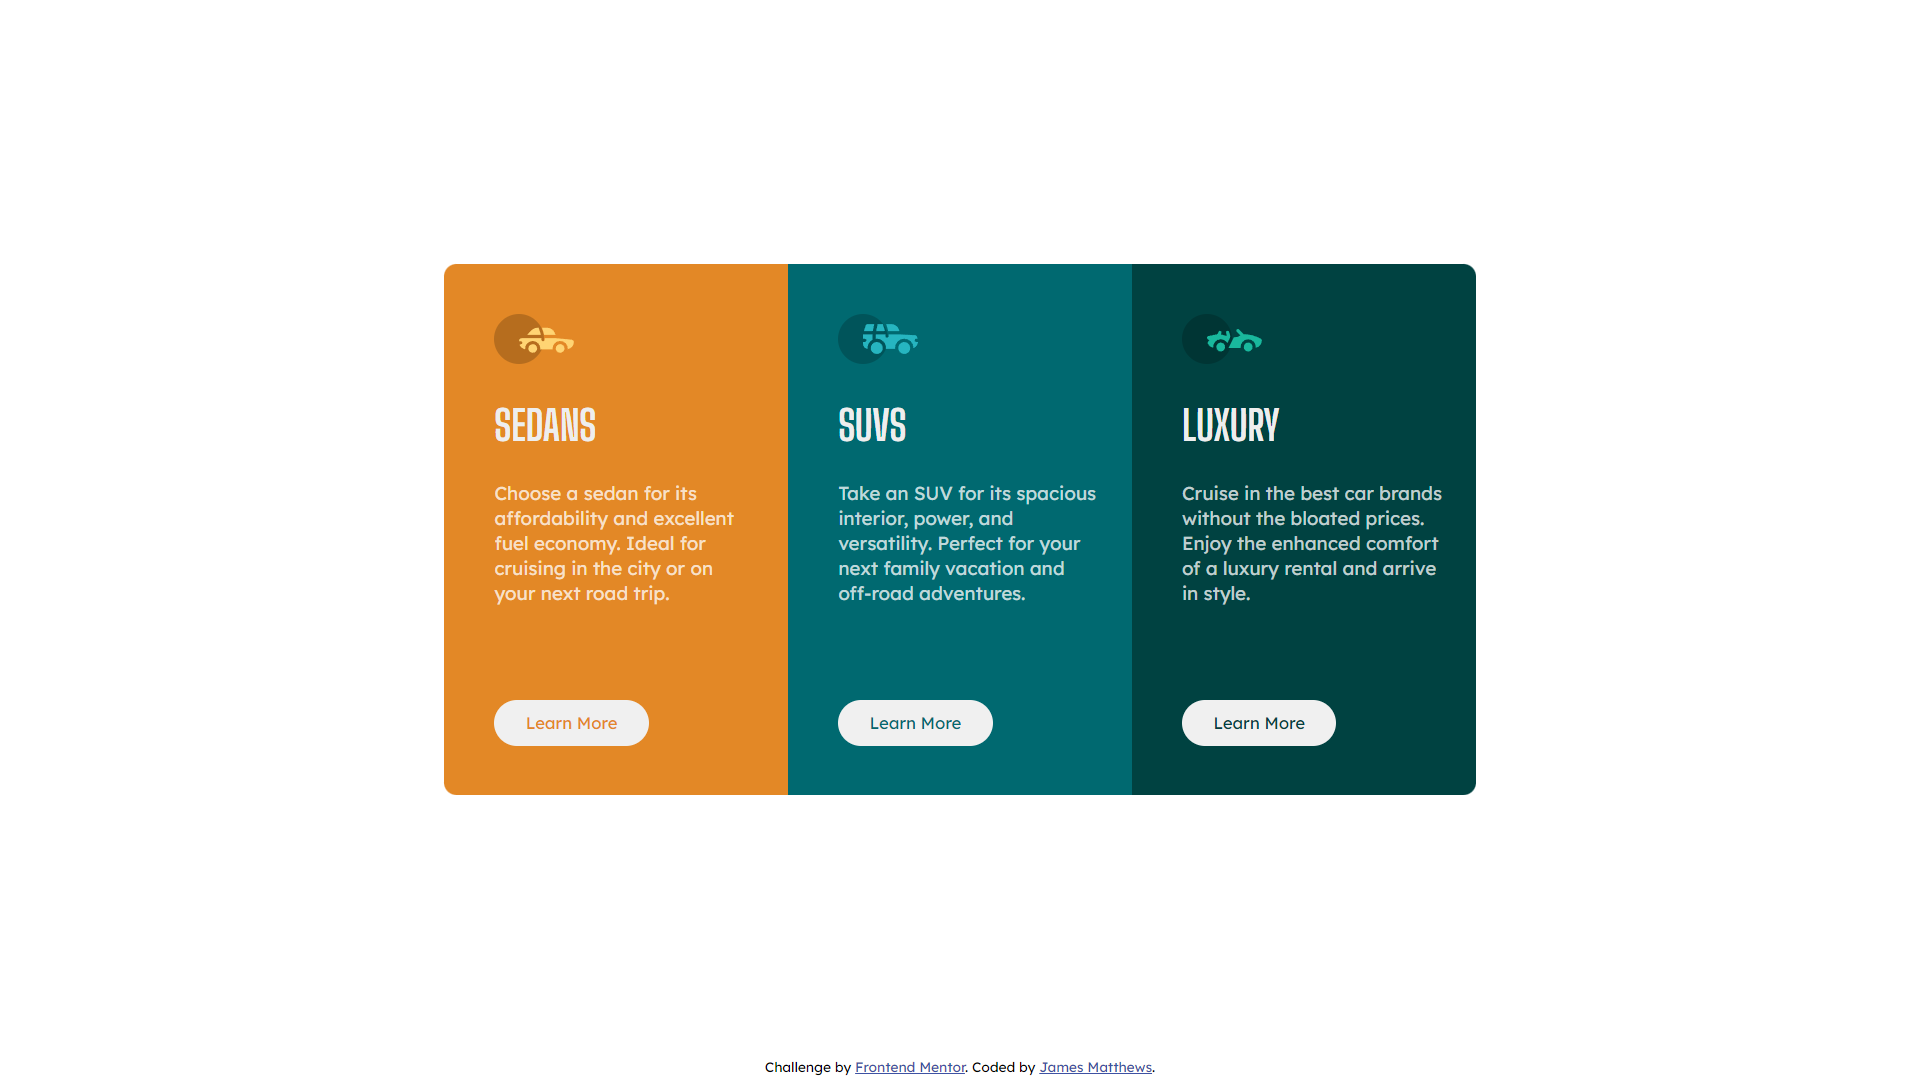 SEDANS
Choose a sedan for its
affordability and excellent
fuel economy. Ideal for
cruising in the city or on
your next road trip.
Learn More
SUVS
Take an SUV for its spacious
interior, power, and
versatility. Perfect for your
next family vacation and
off-road adventures.
Learn More
LUXURY
Cruise in the best car brands
without the bloated prices.
Enjoy the enhanced comfort
of a luxury rental and arrive
in style.
Learn More
Challenge by Frontend Mentor. Coded by James Matthews.